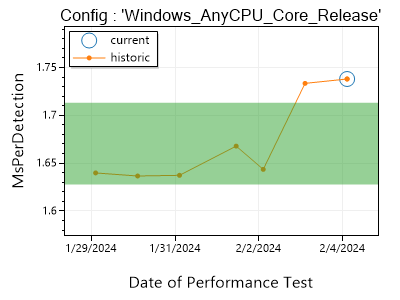 Config : 'Windows_AnyCPU_Core_Release'
current
historic
MsPerDetection
1.75
1.7
1.65
1.6
1/29/2024 1/31/2024 2/2/2024 2/4/2024
Date of Performance Test